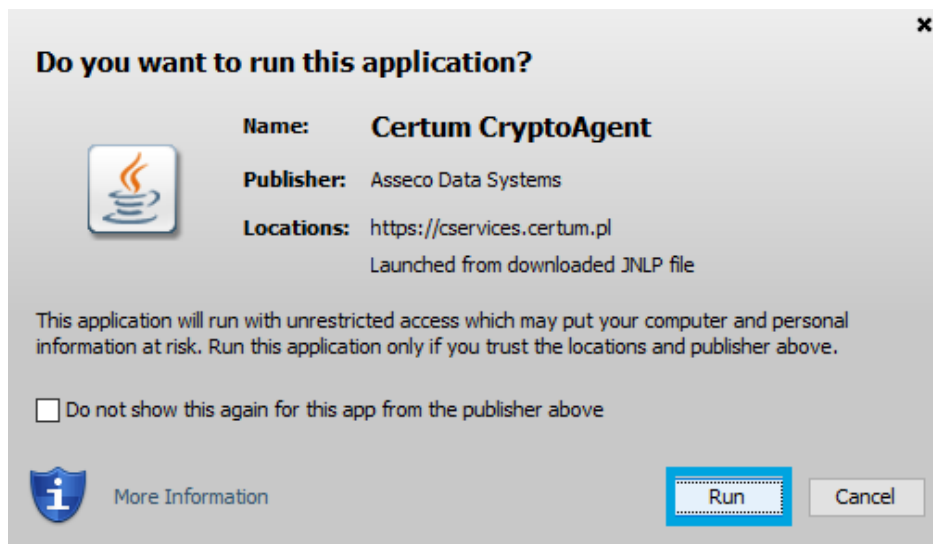 Do you want to run this application?
Name: Certum CryptoAgent
Publisher: Asseco Data Systems
Locations: https://cservices.certum.pl
Launched from downloaded JNLP file
This application will run with unrestricted access which may put your computer and personal
information at risk. Run this application only if you trust the locations and publisher above.
Do not show this again for this app from the publisher above
More Information
Run
Cancel